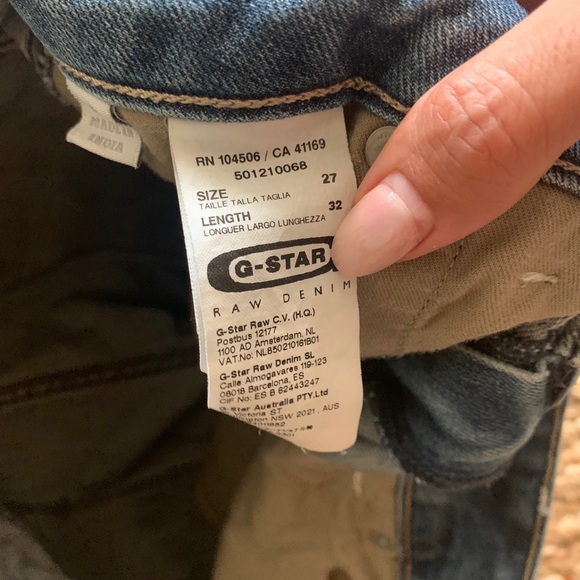 MADE IN
INDIA
RN 104506 / CA 41169
501210068
SIZE 27
TAILLE TALLA TAGLIA
LENGTH 32
LONGUER LARGO LUNGHEZZA
G-STAR
RAW DENIM
G-Star Raw C.V. (H.Q.)
Postbus 12177
1100 AD Amsterdam, NL
VAT.No: NL850210161B01
G-Star Raw Denim SL
Calle Almogavares 119-123
08018 Barcelona, ES
CIF No: ES B 62443247
G-Star Australia PTY.Ltd
Victoria ST
NSW 2021, AUS